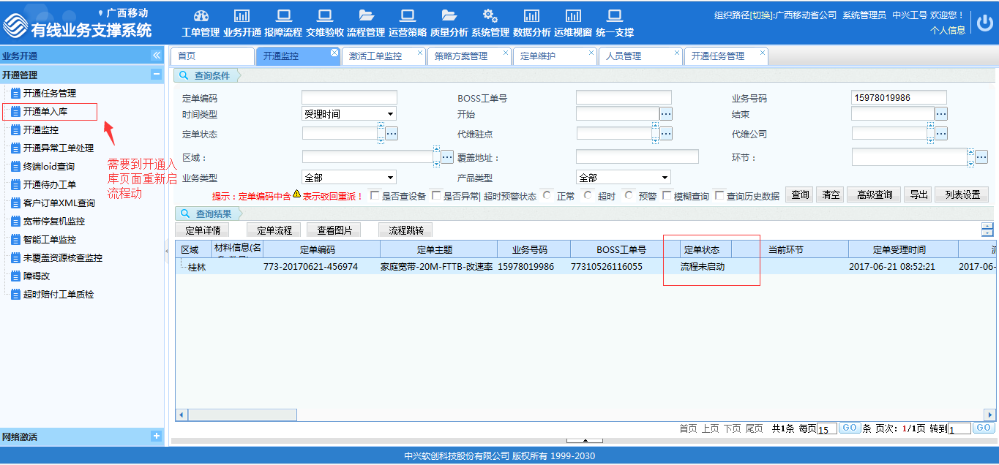 广西移动
有线业务支撑系统
工单管理 业务开通 报障流程 交维验收 流程管理 运营策略 质量分析 系统管理 数据分析 运维视窗 统一支撑
组织路径[切换]:广西移动省公司 系统管理员 中兴工号 欢迎您！
个人信息
业务开通
开通管理
开通任务管理
开通单入库
开通监控
开通异常工单处理
终端loid查询
开通待办工单
客户订单XML查询
宽带停复机监控
智能工单监控
未覆盖资源核查监控
障碍改
超时赔付工单质检
网络激活
需要到开通入
库页面重新启
流程动
首页 开通监控 激活工单监控 策略方案管理 定单维护 人员管理 开通任务管理
查询条件
定单编码 BOSS工单号 业务号码 15978019986
时间类型 受理时间 开始 结束
定单状态 代维驻点 代维公司
区域： 覆盖地址： 环节：
业务类型 全部 产品类型 全部
提示：定单编码中含 表示驳回重派！ 是否查设备 是否异常| 超时预警状态 正常 超时 预警 模糊查询 查询历史数据 查询 清空 高级查询 导出 列表设置
查询结果
定单详情 定单流程 查看图片 流程跳转
区域 材料信息(名 定单编码 定单主题 业务号码 BOSS工单号 定单状态 当前环节 定单受理时间
桂林 773-20170621-456974 家庭宽带-20M-FTTB-改速率 15978019986 77310526116055 流程未启动 2017-06-21 08:52:21 2017-06-
首页 上页 下页 尾页 共1条 每页 15 GO 条 页次：1/1页 转到 1 GO
中兴软创科技股份有限公司 版权所有 1999-2030